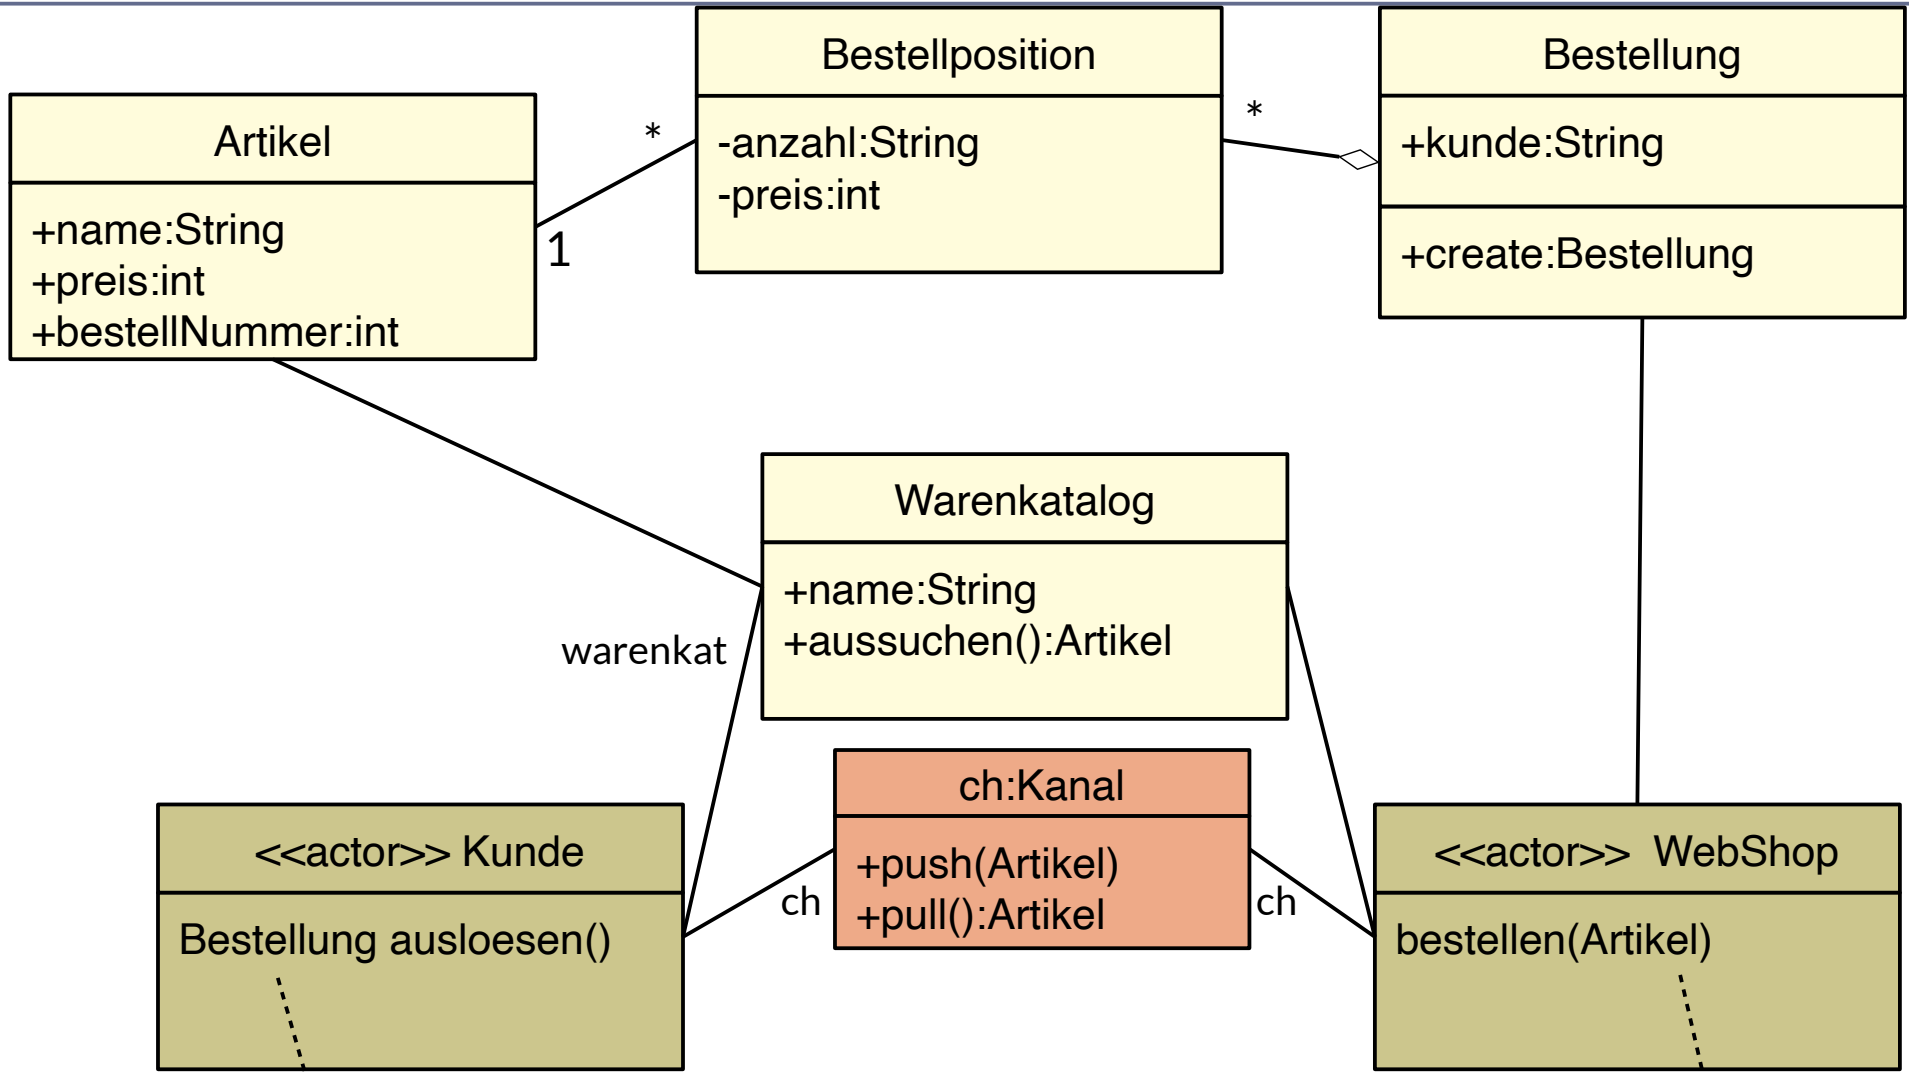 Bestellposition
-anzahl:String
-preis:int
*
Bestellung
+kunde:String
+create:Bestellung
*
Artikel
+name:String
+preis:int
+bestellNummer:int
1
Warenkatalog
+name:String
+aussuchen():Artikel
warenkat
ch:Kanal
+push(Artikel)
+pull():Artikel
ch
ch
<<actor>> Kunde
Bestellung ausloesen()
<<actor>> WebShop
bestellen(Artikel)